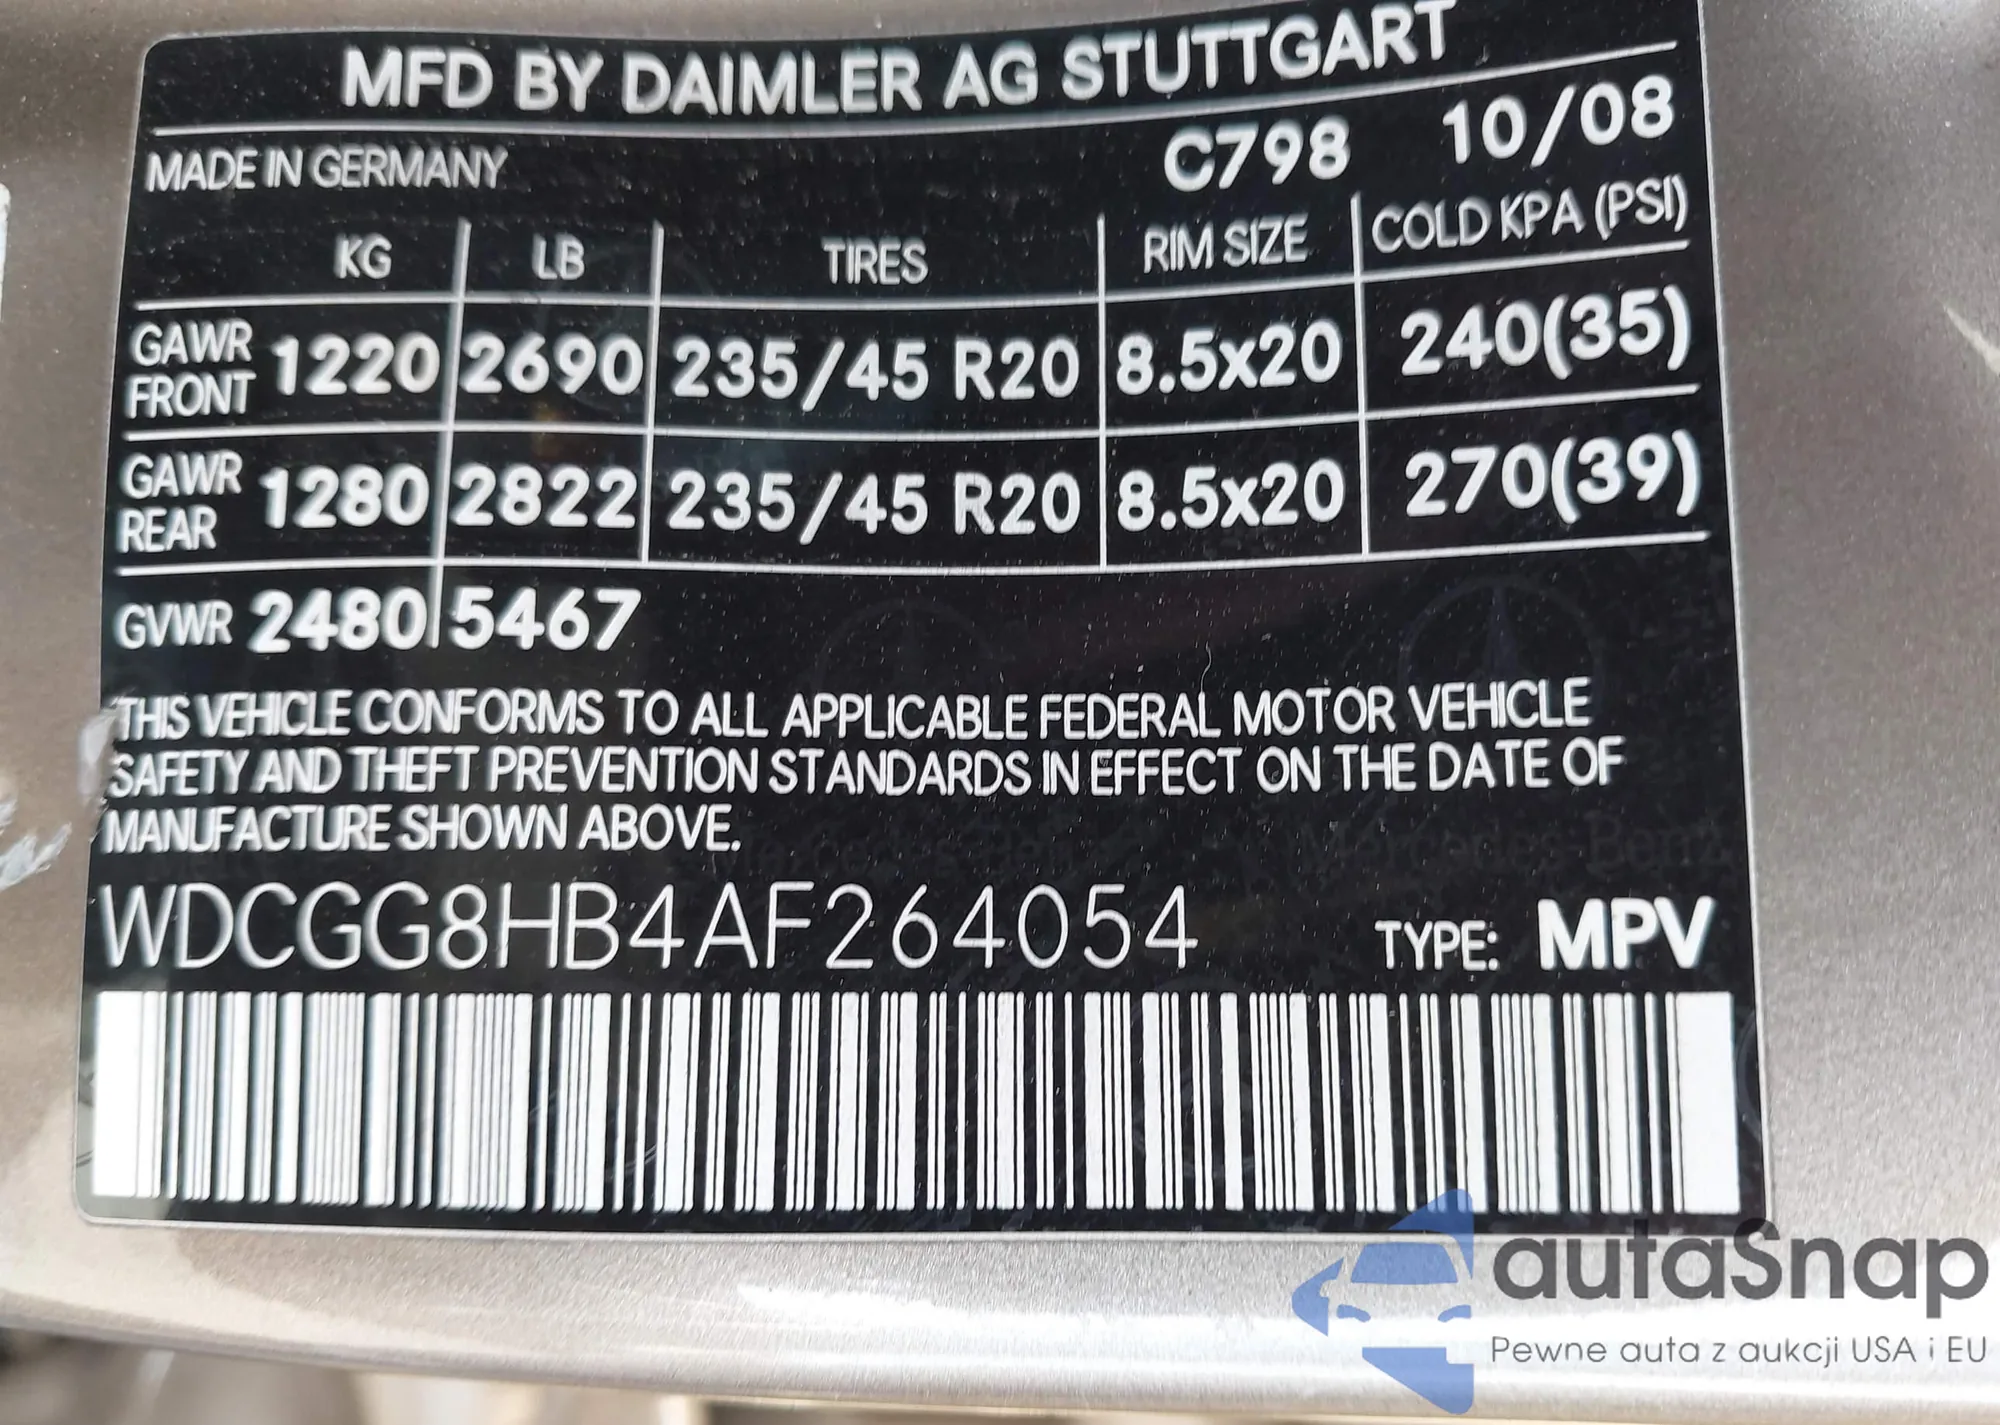 MFD BY DAIMLER AG STUTTGART
MADE IN GERMANY C798 10/08
KG LB TIRES RIM SIZE COLD KPA (PSI)
GAWR FRONT 1220 2690 235/45 R20 8.5x20 240(35)
GAWR REAR 1280 2822 235/45 R20 8.5x20 270(39)
GVWR 2480 5467
THIS VEHICLE CONFORMS TO ALL APPLICABLE FEDERAL MOTOR VEHICLE
SAFETY AND THEFT PREVENTION STANDARDS IN EFFECT ON THE DATE OF
MANUFACTURE SHOWN ABOVE.
Mercedes-Benz Mercedes-Benz
WDCGG8HB4AF264054 TYPE: MPV
autaSnap
Pewne auta z aukcji USA i EU